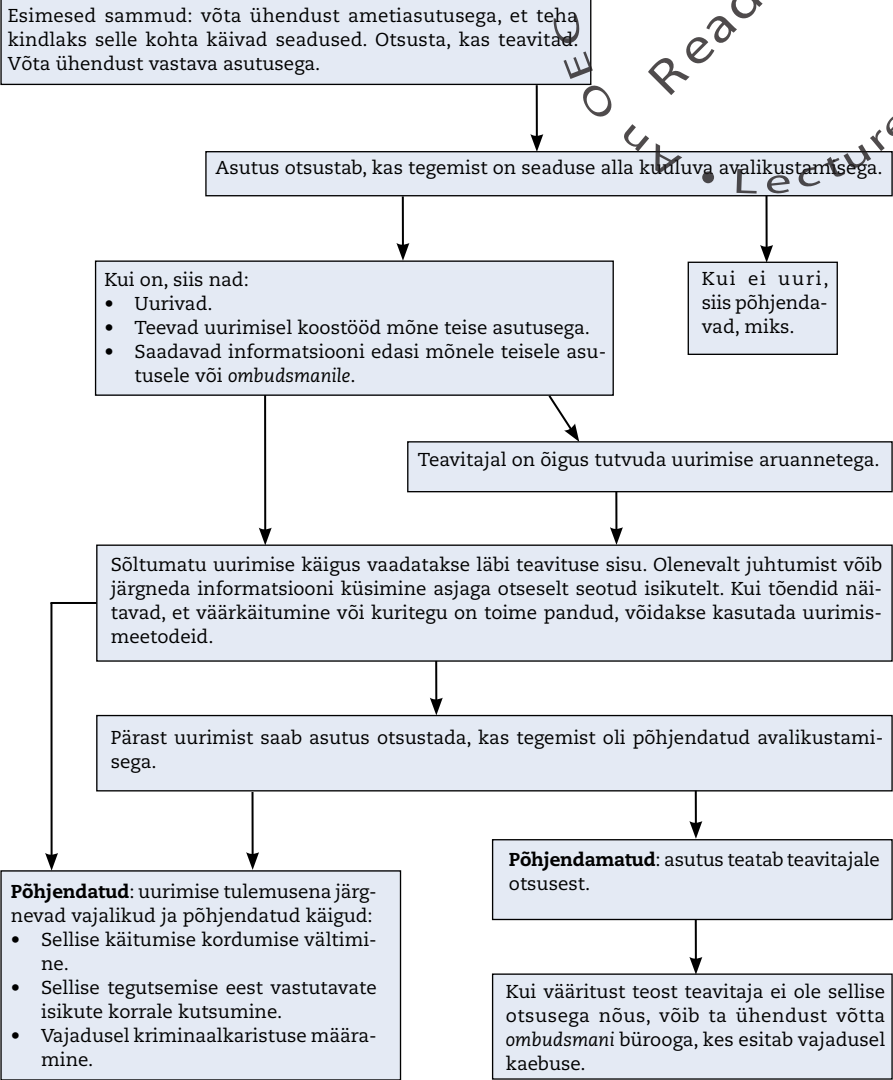 Esimesed sammud: võta ühendust ametiasutusega, et teha
kindlaks selle kohta käivad seadused. Otsusta, kas teavitad.
Võta ühendust vastava asutusega.
Asutus otsustab, kas tegemist on seaduse alla kuuluva avalikustamisega.
Kui on, siis nad:
• Uurivad.
• Teevad uurimisel koostööd mõne teise asutusega.
• Saadavad informatsiooni edasi mõnele teisele asu-
tusele või ombudsmanile.
Kui ei uuri,
siis põhjenda-
vad, miks.
Teavitajal on õigus tutvuda uurimise aruannetega.
Sõltumatu uurimise käigus vaadatakse läbi teavituse sisu. Olenevalt juhtumist võib
järgneda informatsiooni küsimine asjaga otseselt seotud isikutelt. Kui tõendid näi-
tavad, et väärkäitumine või kuritegu on toime pandud, võidakse kasutada uurimis-
meetodeid.
Pärast uurimist saab asutus otsustada, kas tegemist oli põhjendatud avalikustami-
sega.
Põhjendatud: uurimise tulemusena järg-
nevad vajalikud ja põhjendatud käigud:
• Sellise käitumise kordumise vältimi-
ne.
• Sellise tegutsemise eest vastutavate
isikute korrale kutsumine.
• Vajadusel kriminaalkaristuse määra-
mine.
Põhjendamatud: asutus teatab teavitajale
otsusest.
Kui vääritust teost teavitaja ei ole sellise
otsusega nõus, võib ta ühendust võtta
ombudsmani bürooga, kes esitab vajadusel
kaebuse.
Read
• Lecture